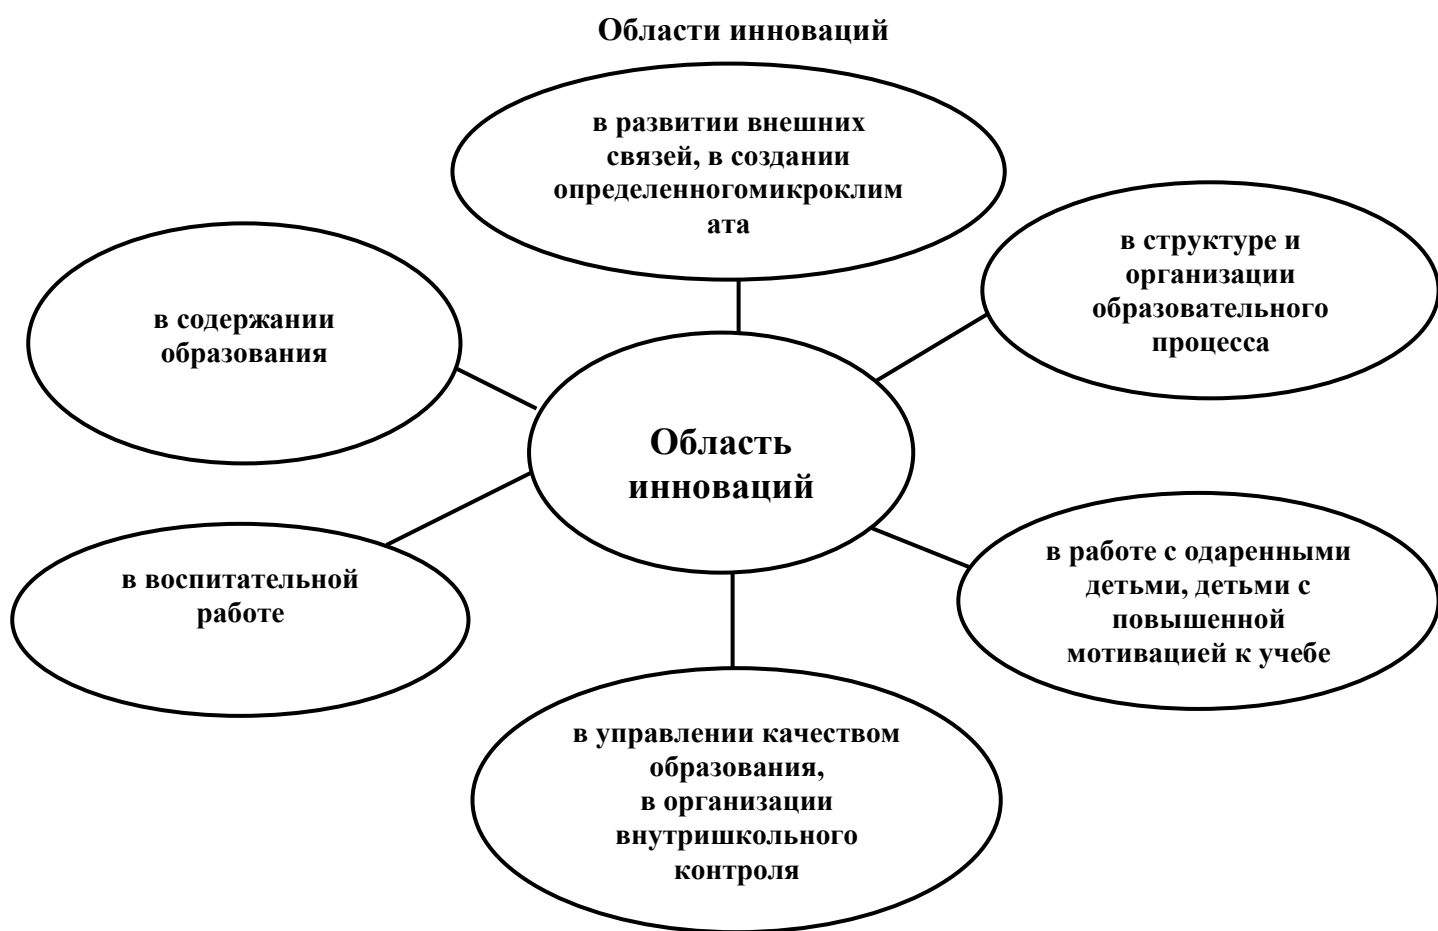 Области инноваций
в развитии внешних
связей, в создании
определенногомикроклим
ата
в структуре и
организации
образовательного
процесса
в содержании
образования
Область
инноваций
в работе с одаренными
детьми, детьми с
повышенной
мотивацией к учебе
в воспитательной
работе
в управлении качеством
образования,
в организации
внутришкольного
контроля